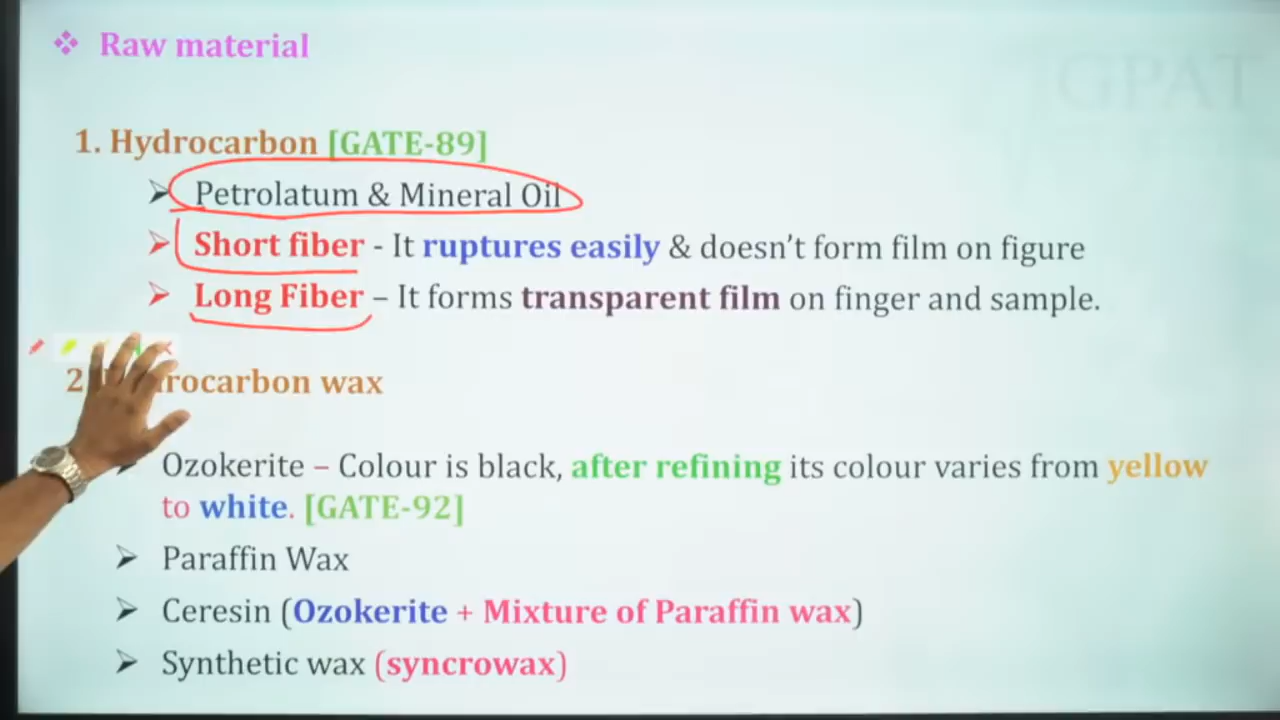 ❖ Raw material
GPAT
1. Hydrocarbon [GATE-89]
➢ Petrolatum & Mineral Oil
➢ Short fiber - It ruptures easily & doesn't form film on figure
➢ Long Fiber – It forms transparent film on finger and sample.
2 rocarbon wax
Ozokerite – Colour is black, after refining its colour varies from yellow
to white. [GATE-92]
➢ Paraffin Wax
➢ Ceresin (Ozokerite + Mixture of Paraffin wax)
➢ Synthetic wax (syncrowax)